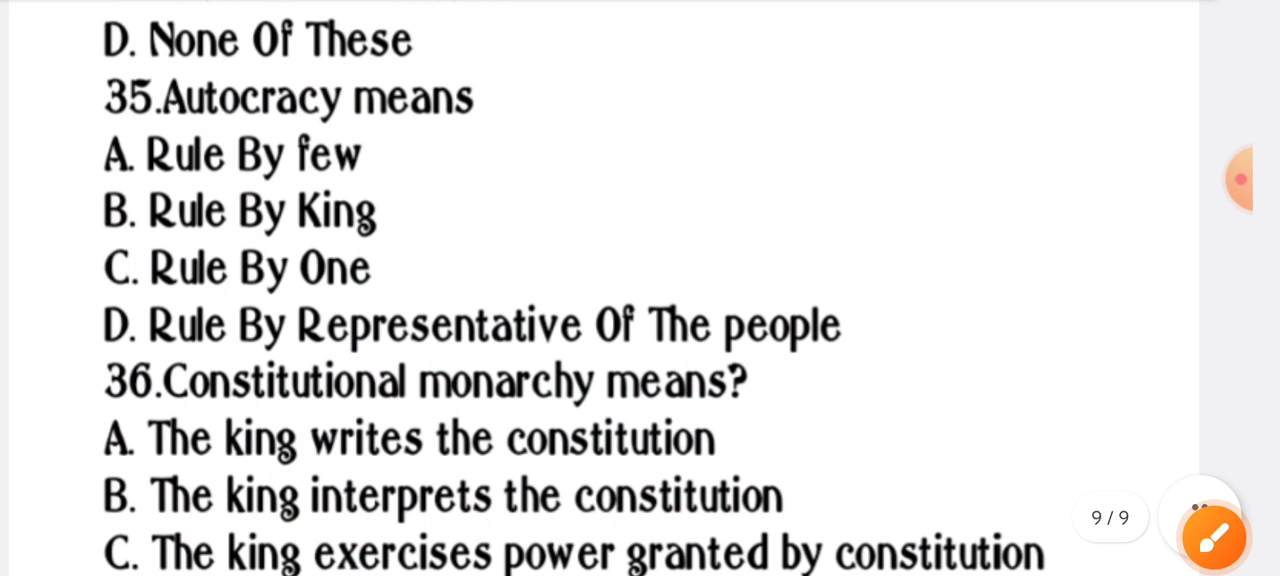 D. None Of These
35.Autocracy means
A. Rule By few
B. Rule By King
C. Rule By One
D. Rule By Representative Of The people
36.Constitutional monarchy means?
A. The king writes the constitution
B. The king interprets the constitution
C. The king exercises power granted by constitution
9/9